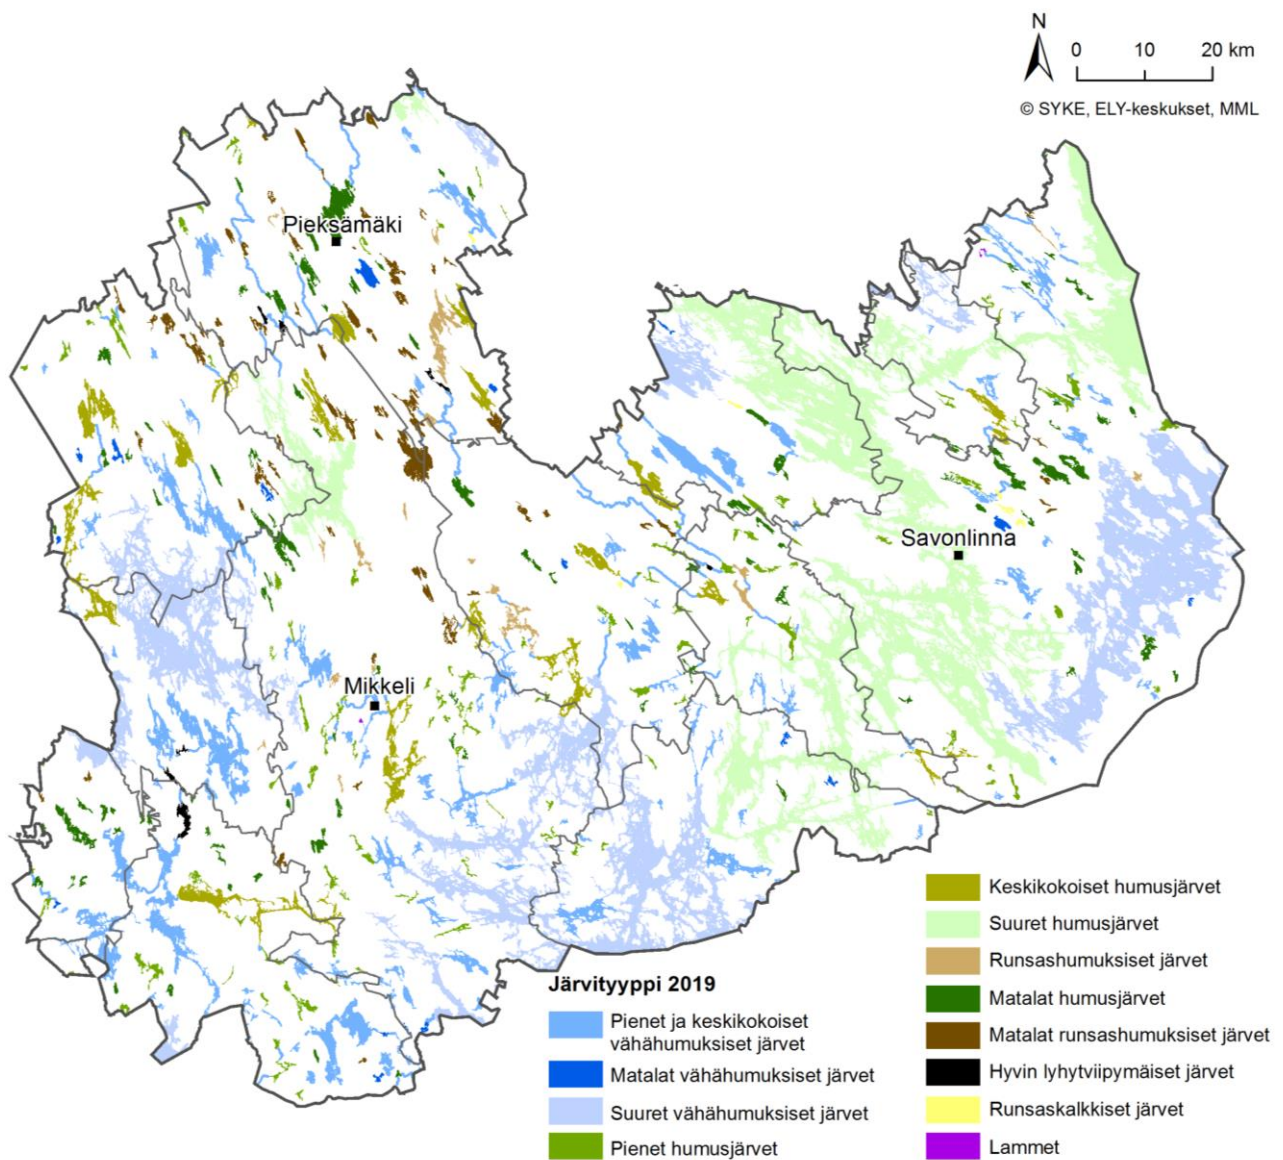 N
0 10 20 km
© SYKE, ELY-keskukset, MML
Pieksämäki
Savonlinna
Mikkeli
Järvityyppi 2019
Pienet ja keskikokoiset
vähähumuksiset järvet
Matalat vähähumuksiset järvet
Suuret vähähumuksiset järvet
Pienet humusjärvet
Keskikokoiset humusjärvet
Suuret humusjärvet
Runsashumuksiset järvet
Matalat humusjärvet
Matalat runsashumuksiset järvet
Hyvin lyhytviipymäiset järvet
Runsaskalkkiset järvet
Lammet